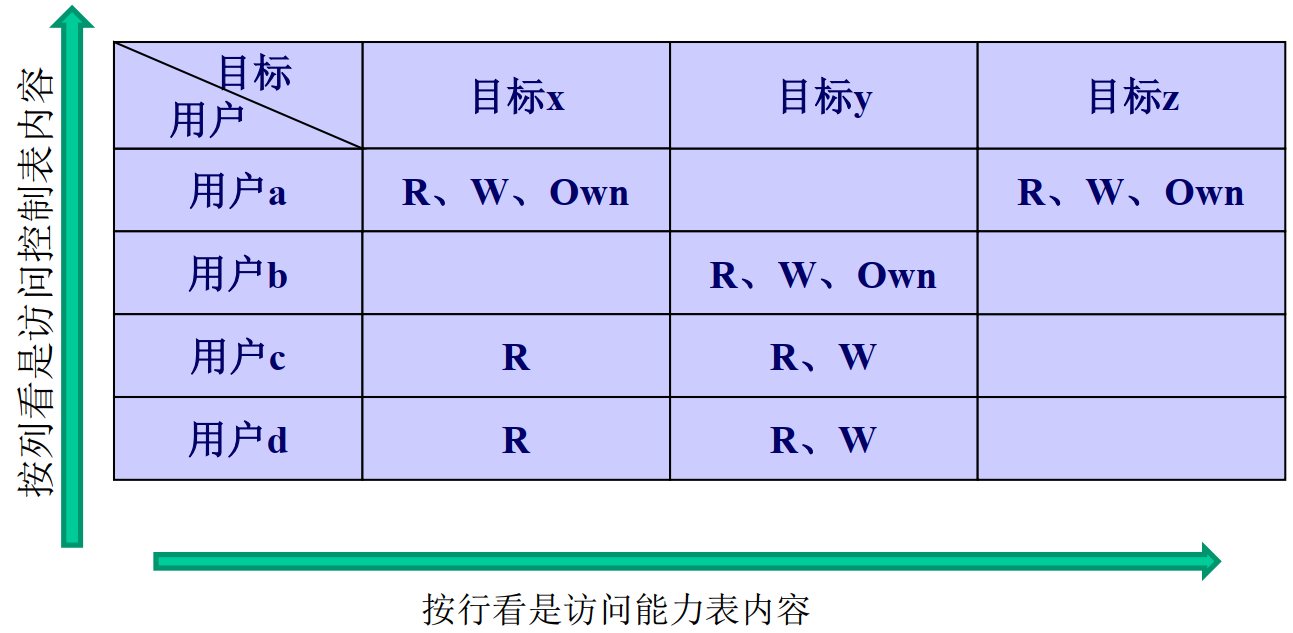 按列看是访问控制表内容
目标
用户
目标x
目标y
目标z
用户a
R、W、Own
R、W、Own
用户b
R、W、Own
用户c
R
R、W
用户d
R
R、W
按行看是访问能力表内容